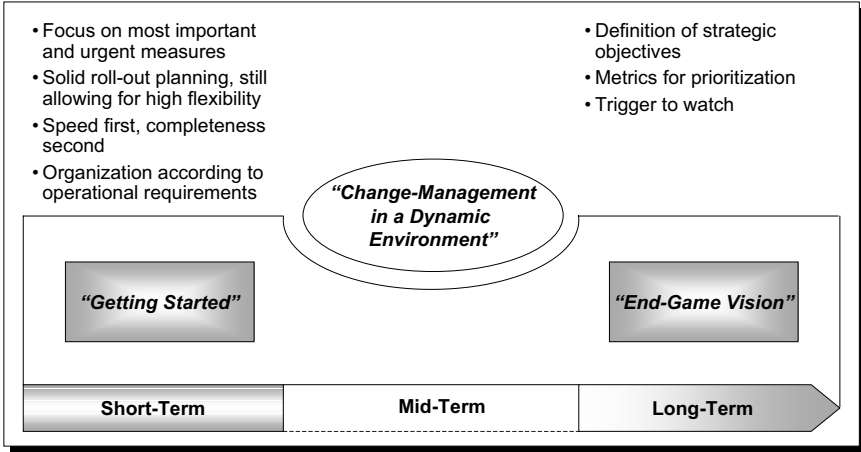 • Focus on most important
and urgent measures
• Solid roll-out planning, still
allowing for high flexibility
• Speed first, completeness
second
• Organization according to
operational requirements
• Definition of strategic
objectives
• Metrics for prioritization
• Trigger to watch
“Change-Management
in a Dynamic
Environment”
“Getting Started”
“End-Game Vision”
Short-Term
Mid-Term
Long-Term